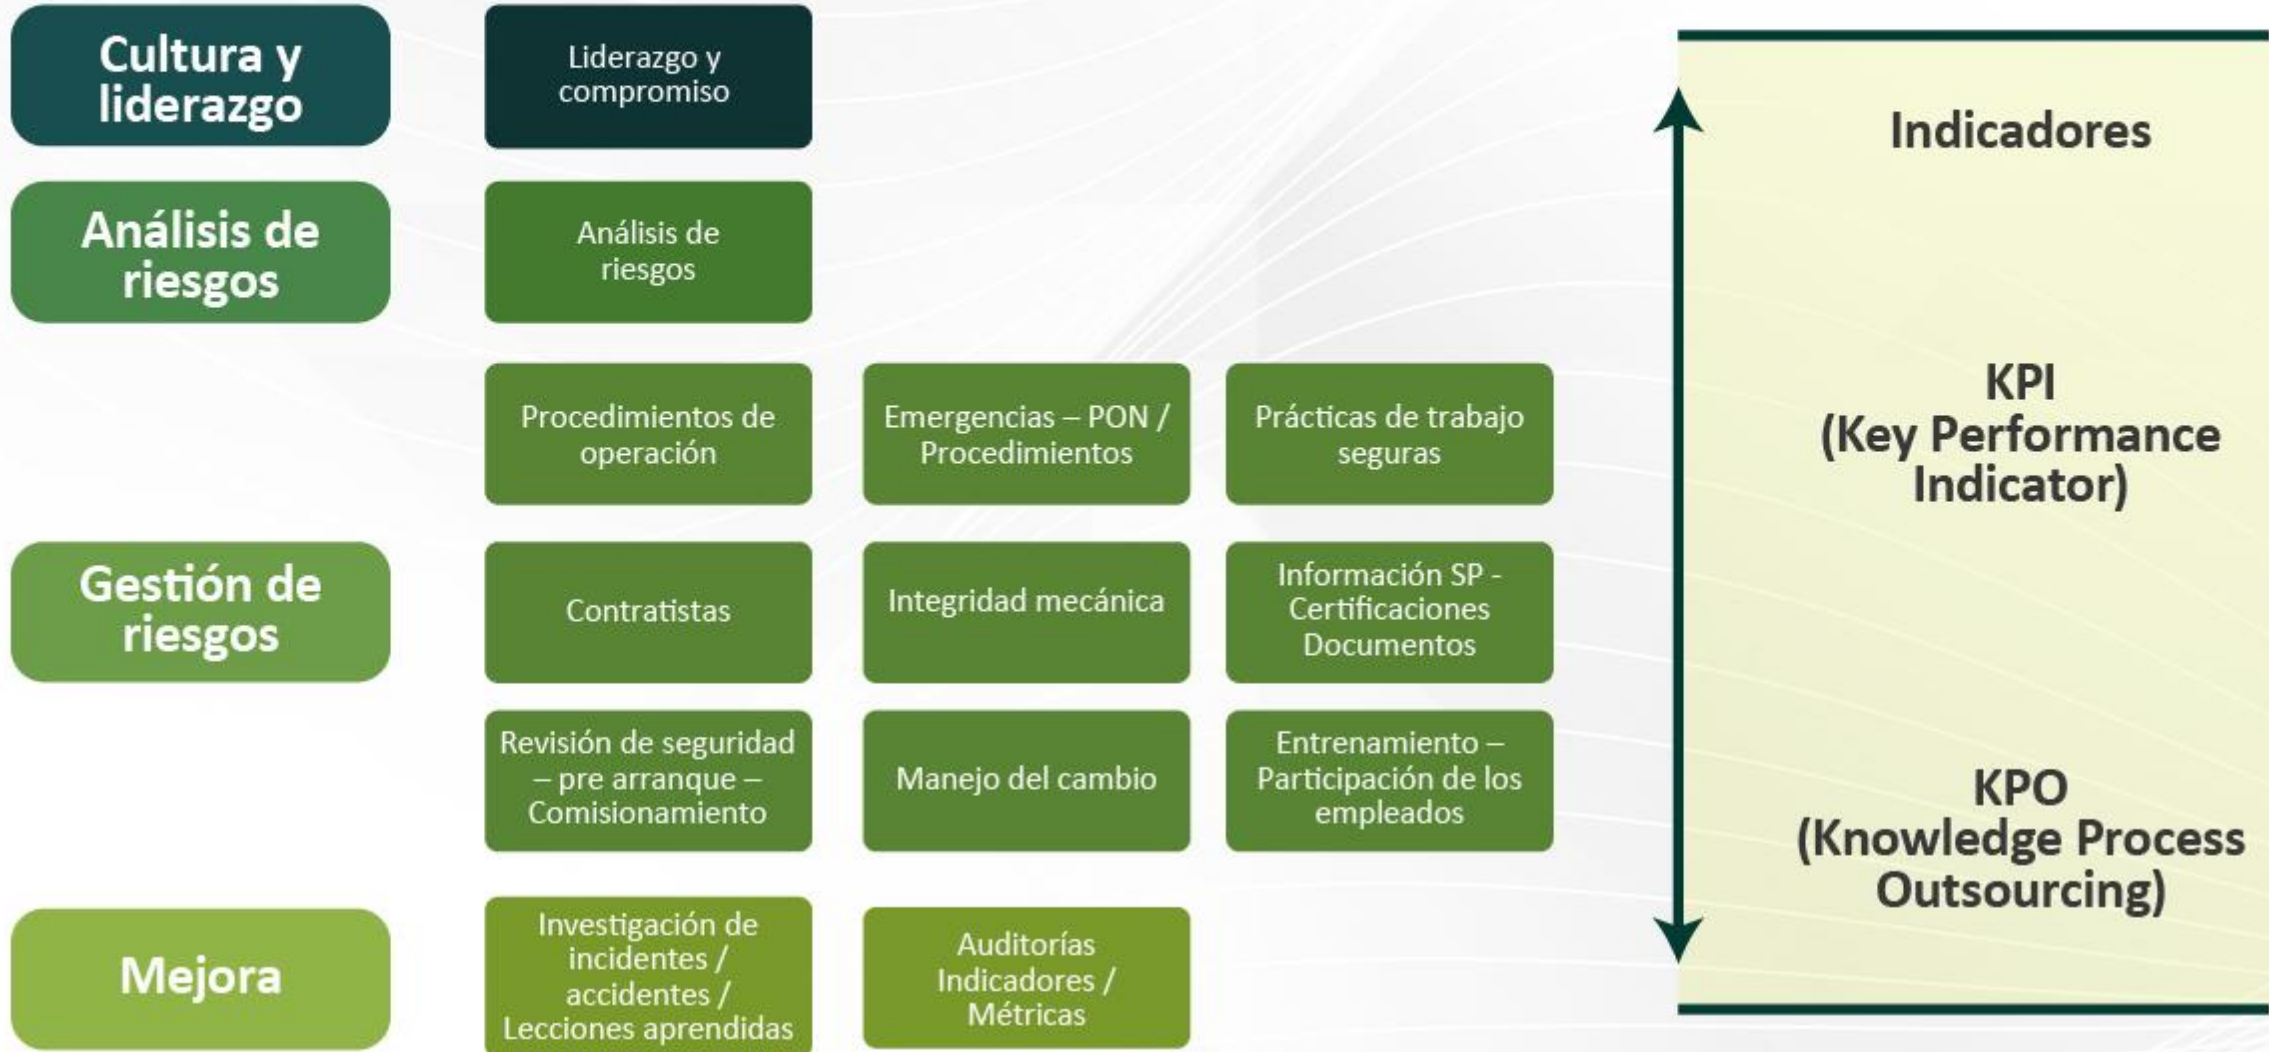 Cultura y
liderazgo
Liderazgo y
compromiso
Análisis de
riesgos
Análisis de
riesgos
Procedimientos de
operación
Emergencias – PON /
Procedimientos
Prácticas de trabajo
seguras
Gestión de
riesgos
Contratistas
Integridad mecánica
Información SP -
Certificaciones
Documentos
Revisión de seguridad
– pre arranque –
Comisionamiento
Manejo del cambio
Entrenamiento –
Participación de los
empleados
Mejora
Investigación de
incidentes /
accidentes /
Lecciones aprendidas
Auditorías
Indicadores /
Métricas
Indicadores
KPI
(Key Performance
Indicator)
KPO
(Knowledge Process
Outsourcing)